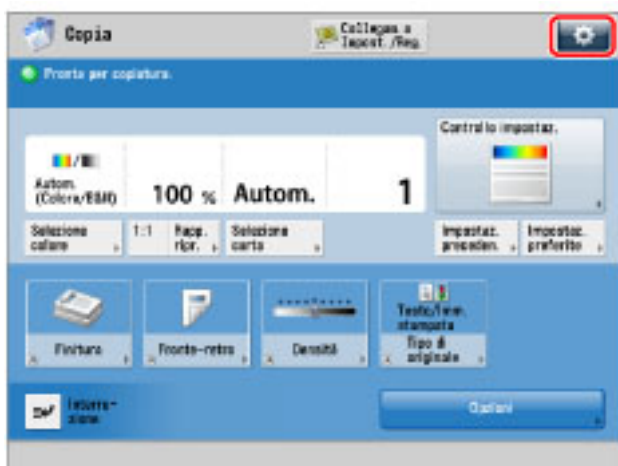 Copia
Collegam. a
Impost./Reg.
Pronto per copiatura.
Controllo impostaz.
Autom.
(Colore/B&N)
100 %
Autom.
1
Selezione
colore
1:1
Rapp.
ripr.
Selezione
carta
Impostaz.
preceden.
Impostaz.
preferite
Finitura
Fronte-retro
Densità
Testo/Imm.
stampata
Tipo di
originale
Interru-
zione
Opzioni